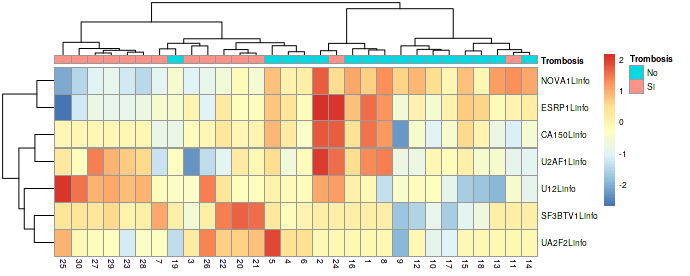 Trombosis
NOVA1Linfo
ESRP1Linfo
CA150Linfo
U2AF1Linfo
U12Linfo
SF3BTV1Linfo
UA2F2Linfo
25 30 27 29 23 28 7 19 3 26 22 20 21 5 4 6 2 24 16 1 8 9 12 10 17 15 18 13 11 14
2
1
0
-1
-2
Trombosis
No
Si